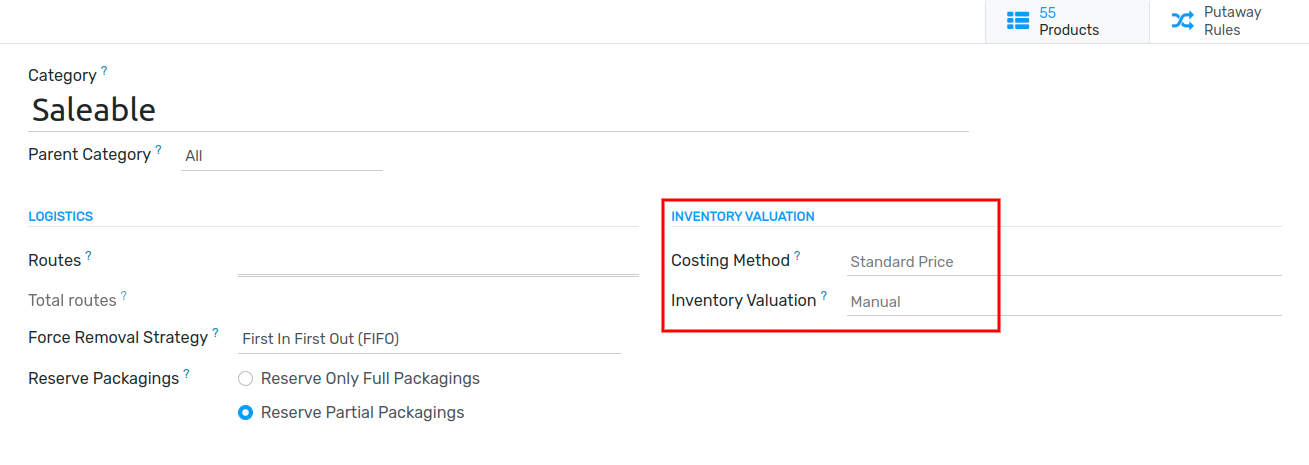 55
Products
Putaway
Rules
Category ?
Saleable
Parent Category ? All
LOGISTICS
Routes ?
Total routes ?
Force Removal Strategy ? First In First Out (FIFO)
Reserve Packagings ? Reserve Only Full Packagings
Reserve Partial Packagings
INVENTORY VALUATION
Costing Method ? Standard Price
Inventory Valuation ? Manual